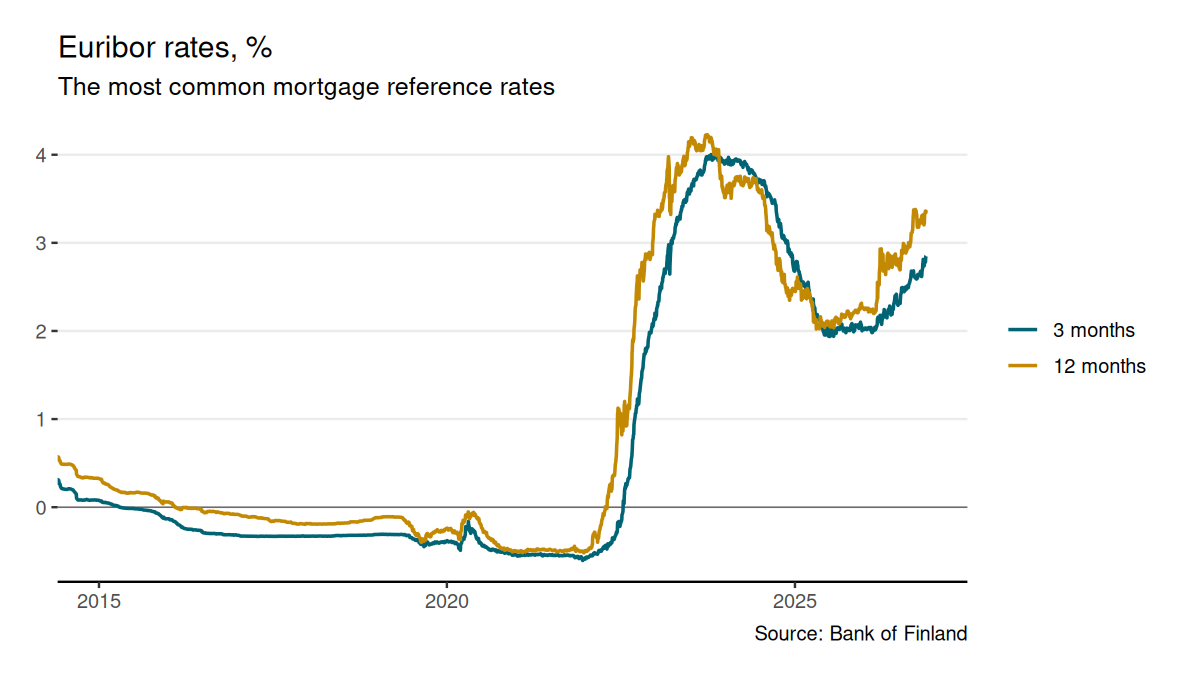 Euribor rates, %
The most common mortgage reference rates
4
3
2
1
0
2015 2020 2025
3 months
12 months
Source: Bank of Finland